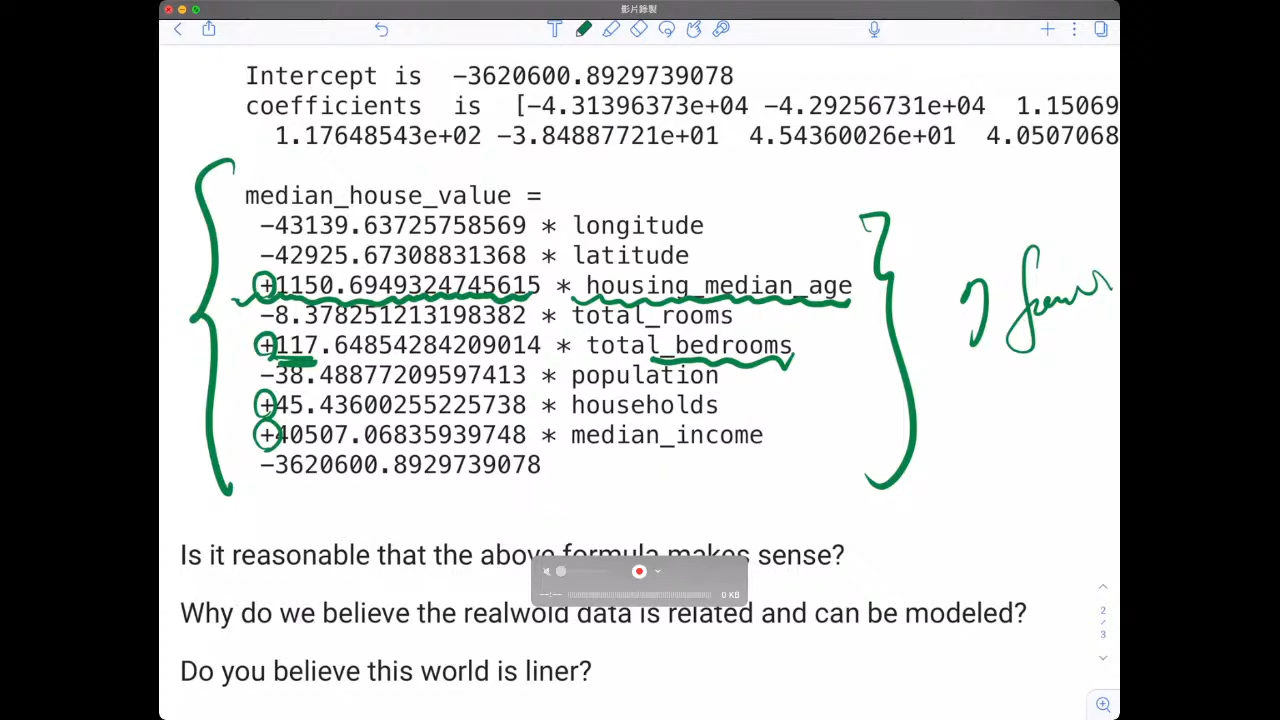 影片錄製
Intercept is -3620600.8929739078
coefficients is [-4.31396373e+04 -4.29256731e+04 1.15069
1.17648543e+02 -3.84887721e+01 4.54360026e+01 4.0507068
median_house_value =
-43139.63725758569 * longitude
-42925.67308831368 * latitude
+1150.6949324745615 * housing_median_age
-8.378251213198382 * total_rooms
+117.64854284209014 * total_bedrooms
-38.48877209597413 * population
+45.43600255225738 * households
+40507.06835939748 * median_income
-3620600.8929739078
Is it reasonable that the above formula makes sense?
0 KB
Why do we believe the realwold data is related and can be modeled?
2
/
3
Do you believe this world is liner?